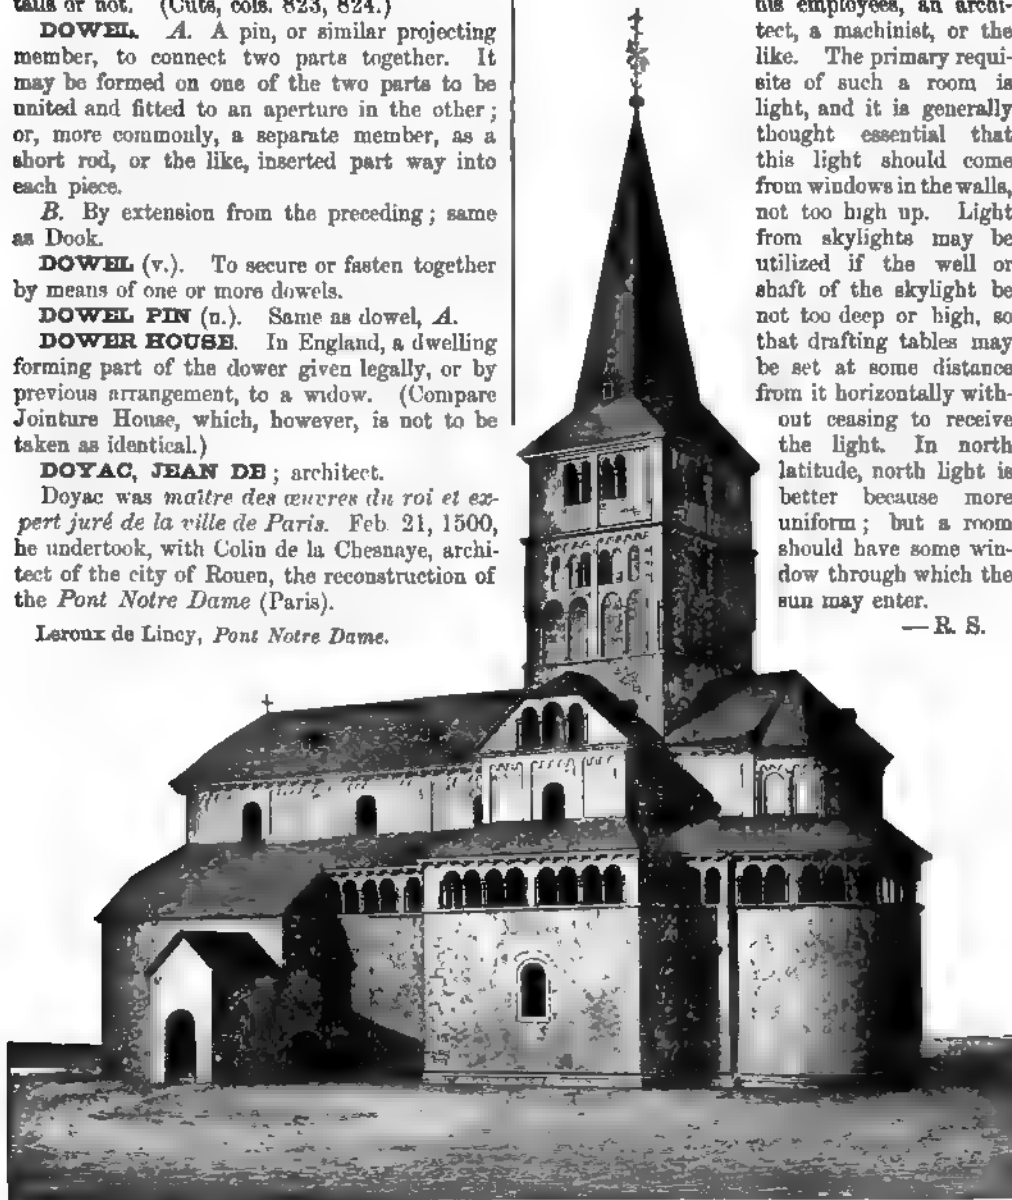 tails or not. (Cuts, cols. 823, 824.)
DOWEL. A. A pin, or similar projecting
member, to connect two parts together. It
may be formed on one of the two parts to be
united and fitted to an aperture in the other;
or, more commonly, a separate member, as a
short rod, or the like, inserted part way into
each piece.
B. By extension from the preceding; same
as Dook.
DOWEL (v.). To secure or fasten together
by means of one or more dowels.
DOWEL PIN (n.). Same as dowel, A.
DOWER HOUSE. In England, a dwelling
forming part of the dower given legally, or by
previous arrangement, to a widow. (Compare
Jointure House, which, however, is not to be
taken as identical.)
DOYAC, JEAN DE; architect.
Doyac was maître des œuvres du roi et ex-
pert juré de la ville de Paris. Feb. 21, 1500,
he undertook, with Colin de la Chesnaye, archi-
tect of the city of Rouen, the reconstruction of
the Pont Notre Dame (Paris).
Leroux de Lincy, Pont Notre Dame.
his employees, an archi-
tect, a machinist, or the
like. The primary requi-
site of such a room is
light, and it is generally
thought essential that
this light should come
from windows in the walls,
not too high up. Light
from skylights may be
utilized if the well or
shaft of the skylight be
not too deep or high, so
that drafting tables may
be set at some distance
from it horizontally with-
out ceasing to receive
the light. In north
latitude, north light is
better because more
uniform; but a room
should have some win-
dow through which the
sun may enter.
— R. S.